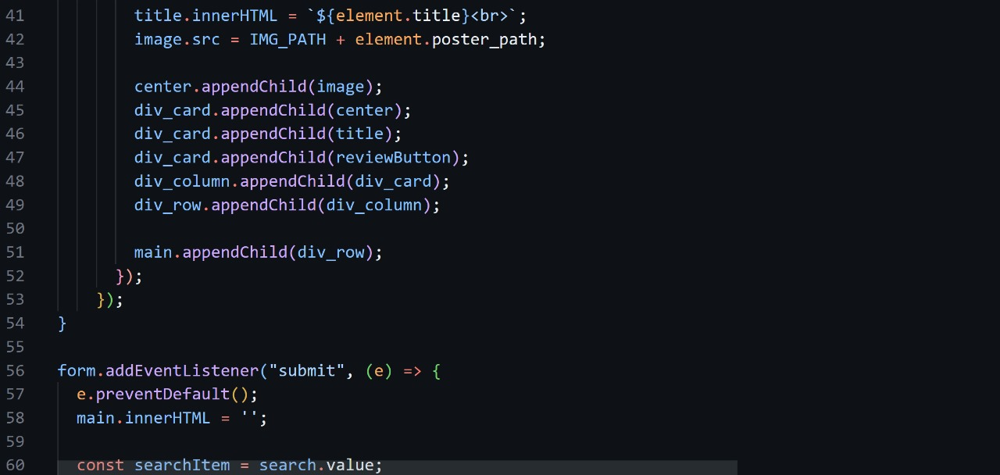 41 title.innerHTML = `${element.title}<br>`;
42 image.src = IMG_PATH + element.poster_path;
43
44 center.appendChild(image);
45 div_card.appendChild(center);
46 div_card.appendChild(title);
47 div_card.appendChild(reviewButton);
48 div_column.appendChild(div_card);
49 div_row.appendChild(div_column);
50
51 main.appendChild(div_row);
52 });
53 });
54 }
55
56 form.addEventListener("submit", (e) => {
57 e.preventDefault();
58 main.innerHTML = '';
59
60 const searchItem = search.value;